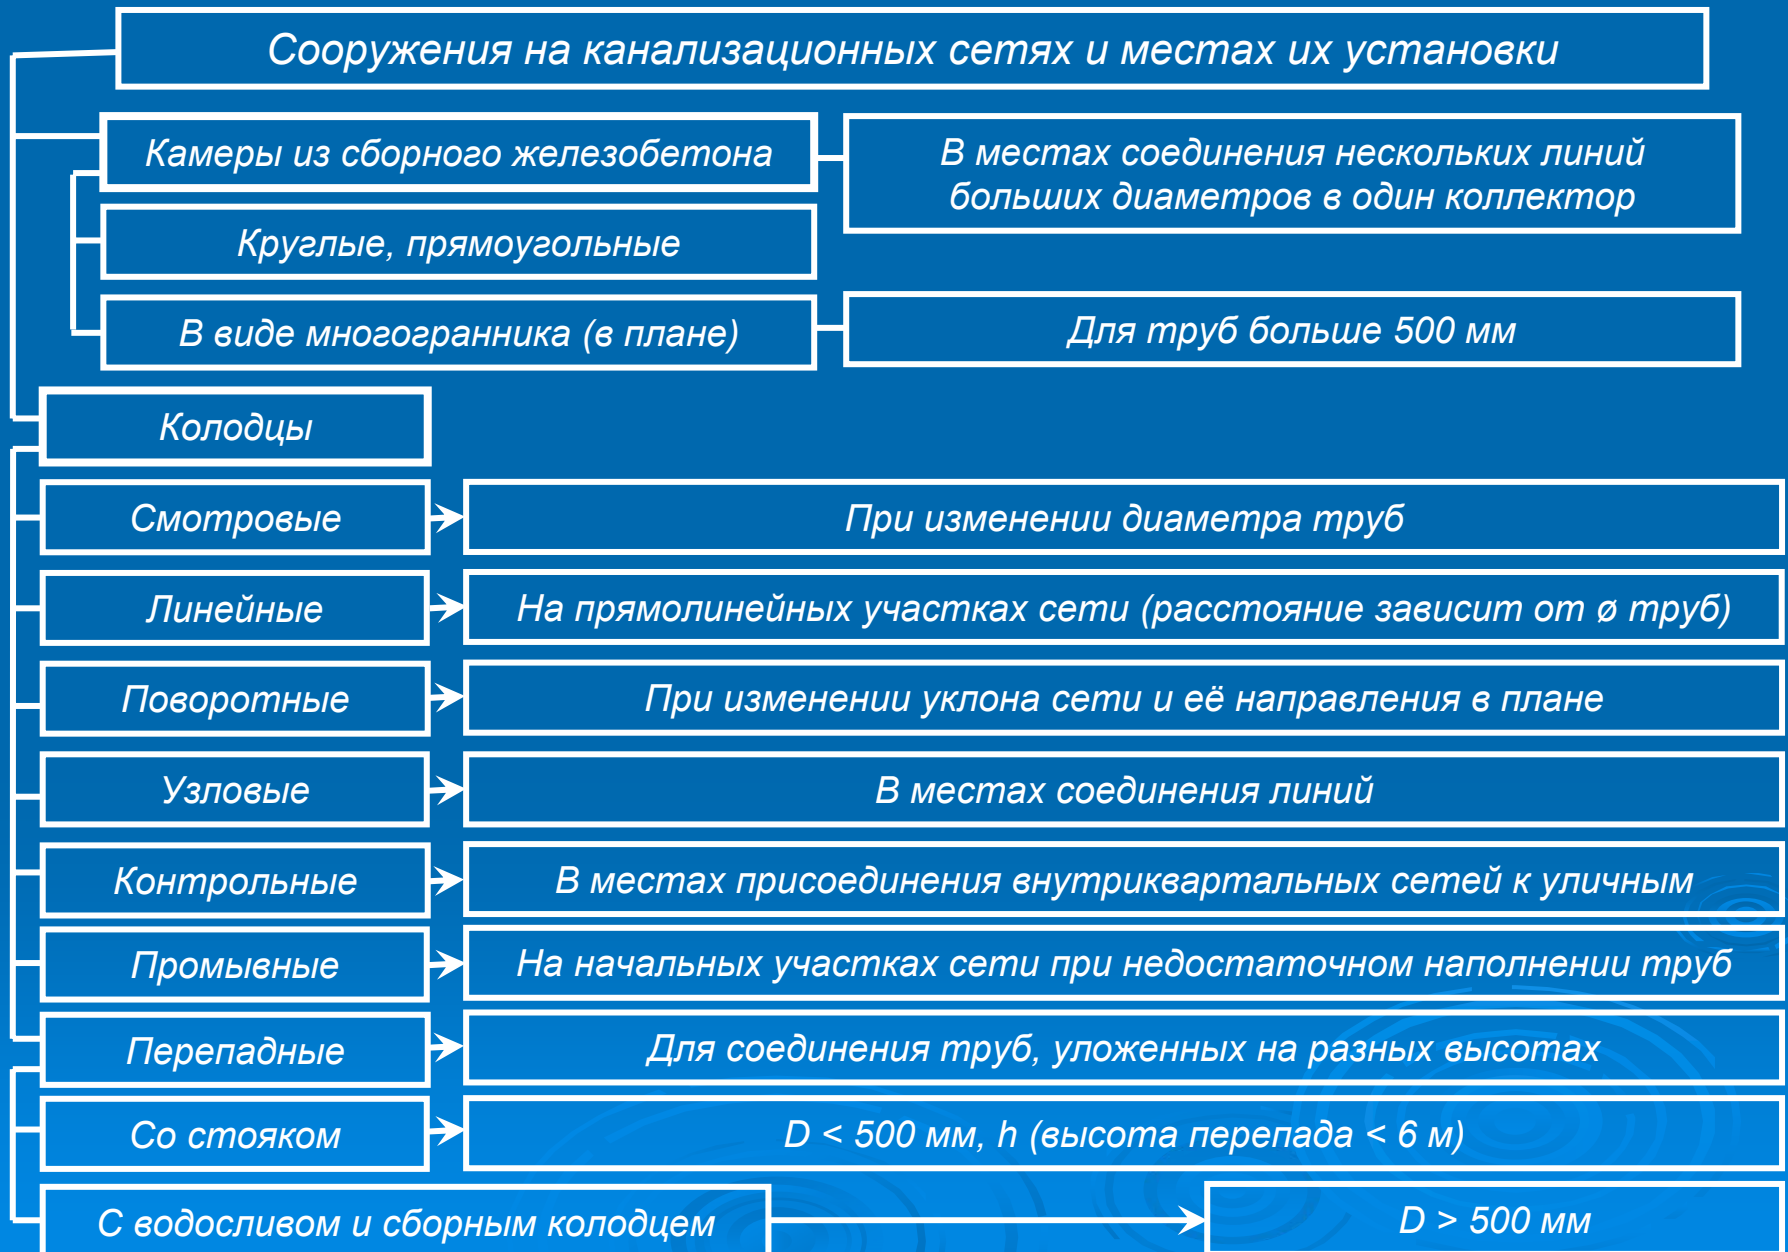 Сооружения на канализационных сетях и местах их установки
Камеры из сборного железобетона
В местах соединения нескольких линий
больших диаметров в один коллектор
Круглые, прямоугольные
В виде многогранника (в плане)
Для труб больше 500 мм
Колодцы
Смотровые
При изменении диаметра труб
Линейные
На прямолинейных участках сети (расстояние зависит от ø труб)
Поворотные
При изменении уклона сети и её направления в плане
Узловые
В местах соединения линий
Контрольные
В местах присоединения внутриквартальных сетей к уличным
Промывные
На начальных участках сети при недостаточном наполнении труб
Перепадные
Для соединения труб, уложенных на разных высотах
Со стояком
D < 500 мм, h (высота перепада < 6 м)
С водосливом и сборным колодцем
D > 500 мм